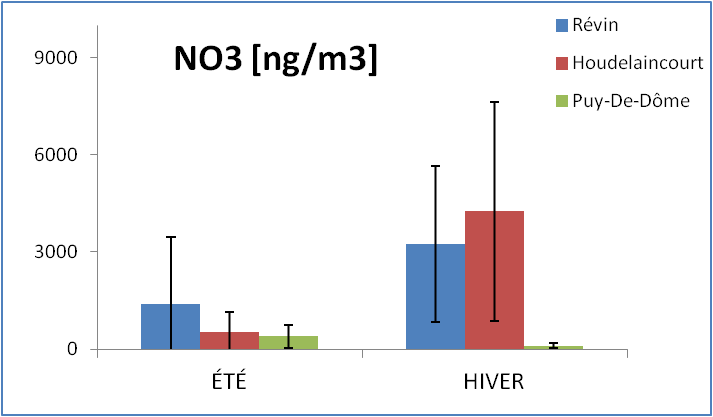 NO3 [ng/m3]
Révin
Houdelaincourt
Puy-De-Dôme
9000
6000
3000
0
ÉTÉ
HIVER